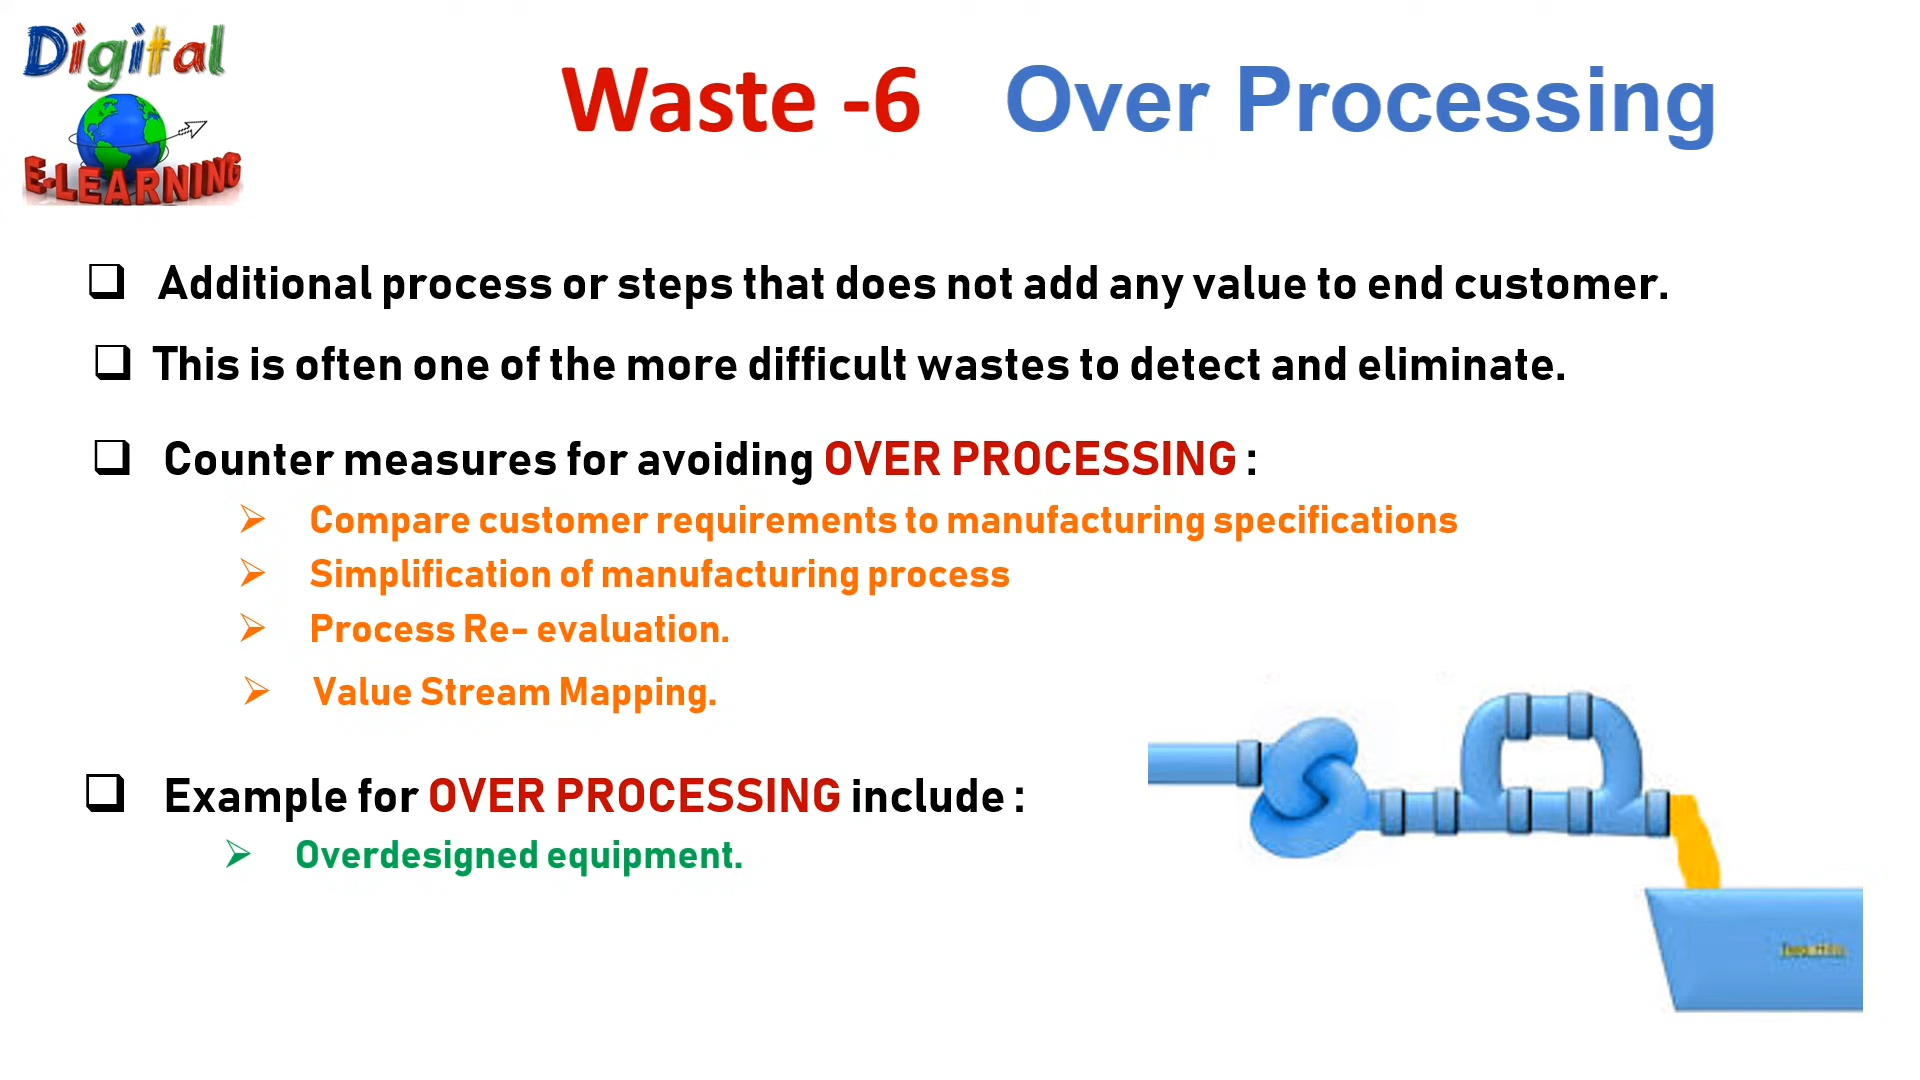 Digital
E-LEARNING
Waste -6 Over Processing
Additional process or steps that does not add any value to end customer.
This is often one of the more difficult wastes to detect and eliminate.
Counter measures for avoiding OVER PROCESSING :
Compare customer requirements to manufacturing specifications
Simplification of manufacturing process
Process Re- evaluation.
Value Stream Mapping.
Example for OVER PROCESSING include :
Overdesigned equipment.